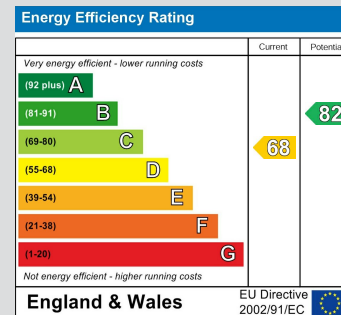 Energy Efficiency Rating
Current
Potentia
Very energy efficient - lower running costs
(92 plus) A
(81-91) B
82
(69-80) C
68
(55-68) D
(39-54) E
(21-38) F
(1-20) G
Not energy efficient - higher running costs
England & Wales
EU Directive
2002/91/EC